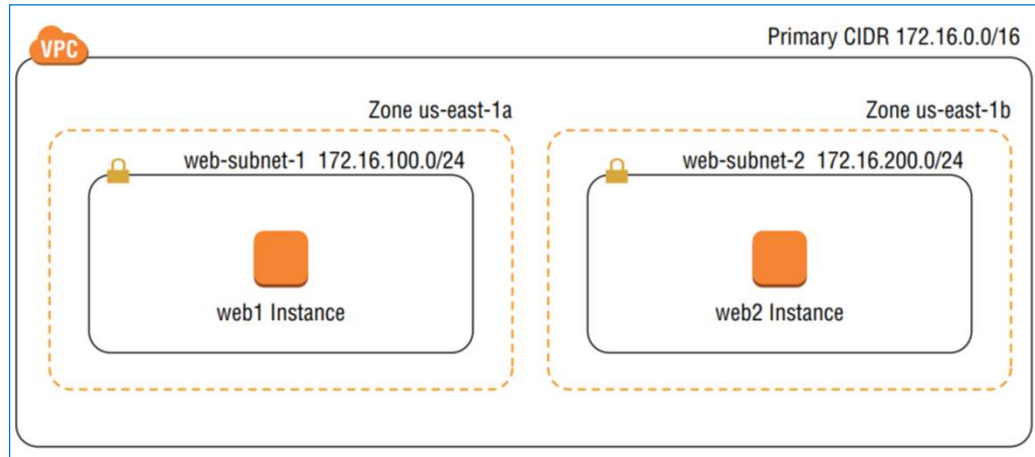 VPC
Primary CIDR 172.16.0.0/16
Zone us-east-1a
Zone us-east-1b
web-subnet-1 172.16.100.0/24
web-subnet-2 172.16.200.0/24
web1 Instance
web2 Instance